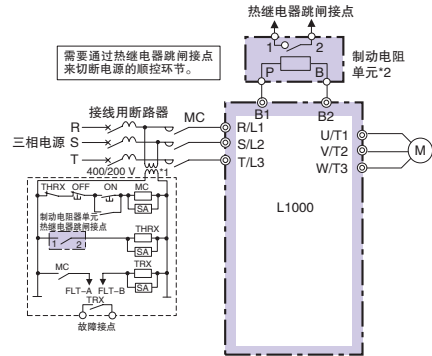 热继电器跳闸接点
1 2
需要通过热继电器跳闸接点
来切断电源的顺控环节。
P B
制动电阻
单元*2
B1 B2
接线用断路器 MC
R R/L1 U/T1
三相电源 S S/L2 V/T2 M
T T/L3 W/T3
400/200 V *1
THRX OFF ON MC
SA
L1000
制动电阻器单元
热继电器跳闸接点
1 2
THRX
SA
MC TRX
FLT-A FLT-B SA
TRX
故障接点